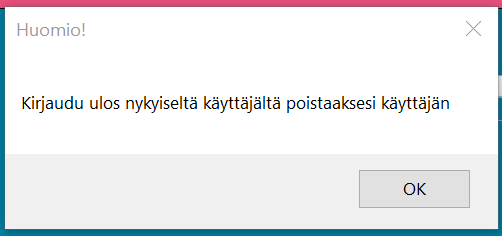 Huomio!
Kirjaudu ulos nykyiseltä käyttäjältä poistaaksesi käyttäjän
OK